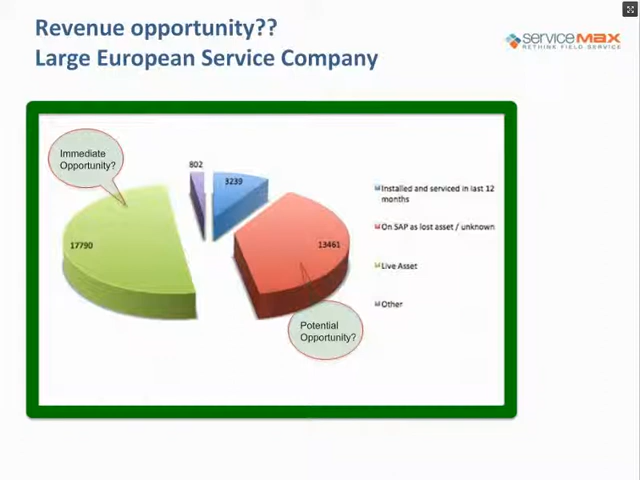 Revenue opportunity??
Large European Service Company
serviceMAX
RETHINK FIELD SERVICE
Immediate
Opportunity?
802
3239
17790
13461
Potential
Opportunity?
Installed and serviced in last 12
months
On SAP as lost asset / unknown
Live Asset
Other